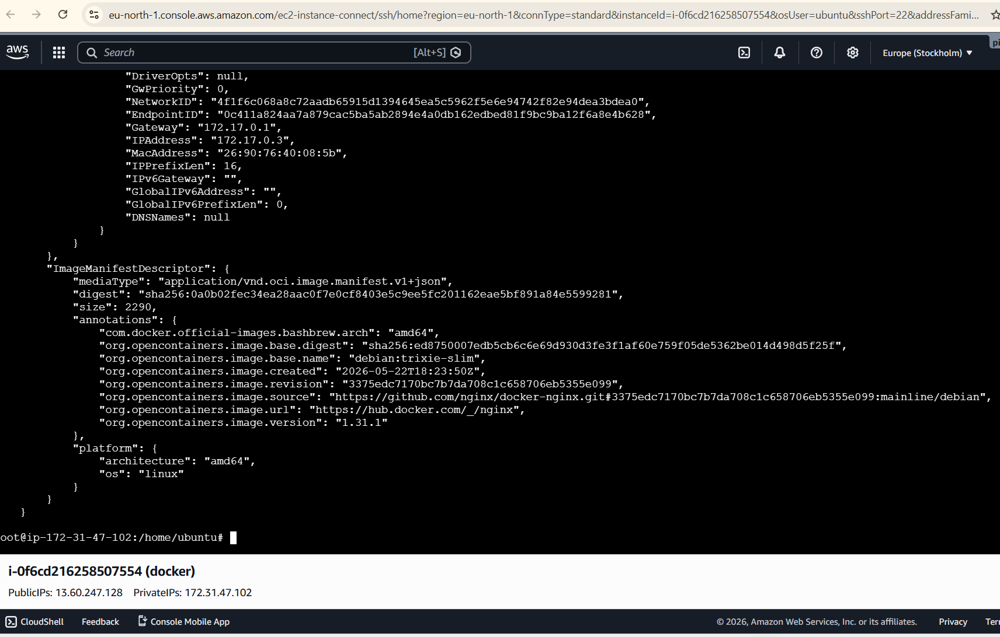 eu-north-1.console.aws.amazon.com/ec2-instance-connect/ssh/home?region=eu-north-1&connType=standard&instanceId=i-0f6cd216258507554&osUser=ubuntu&sshPort=22&addressFami...
aws
Search
[Alt+S]
Europe (Stockholm)
pi
"DriverOpts": null,
"GwPriority": 0,
"NetworkID": "4f1f6c068a8c72aadb65915d1394645ea5c5962f5e6e94742f82e94dea3bdea0",
"EndpointID": "0c411a824aa7a879cac5ba5ab2894e4a0db162edbed81f9bc9ba12f6a8e4b628",
"Gateway": "172.17.0.1",
"IPAddress": "172.17.0.3",
"MacAddress": "26:90:76:40:08:5b",
"IPPrefixLen": 16,
"IPv6Gateway": "",
"GlobalIPv6Address": "",
"GlobalIPv6PrefixLen": 0,
"DNSNames": null
}
}
},
"ImageManifestDescriptor": {
"mediaType": "application/vnd.oci.image.manifest.v1+json",
"digest": "sha256:0a0b02fec34ea28aac0f7e0cf8403e5c9ee5fc201162eae5bf891a84e5599281",
"size": 2290,
"annotations": {
"com.docker.official-images.bashbrew.arch": "amd64",
"org.opencontainers.image.base.digest": "sha256:ed8750007edb5cb6c6e69d930d3fe3f1af60e759f05de5362be014d498d5f25f",
"org.opencontainers.image.base.name": "debian:trixie-slim",
"org.opencontainers.image.created": "2026-05-22T18:23:50Z",
"org.opencontainers.image.revision": "3375edc7170bc7b7da708c1c658706eb5355e099",
"org.opencontainers.image.source": "https://github.com/nginx/docker-nginx.git#3375edc7170bc7b7da708c1c658706eb5355e099:mainline/debian",
"org.opencontainers.image.url": "https://hub.docker.com/_/nginx",
"org.opencontainers.image.version": "1.31.1"
},
"platform": {
"architecture": "amd64",
"os": "linux"
}
}
}
oot@ip-172-31-47-102:/home/ubuntu#
i-0f6cd216258507554 (docker)
PublicIPs: 13.60.247.128 PrivateIPs: 172.31.47.102
CloudShell Feedback Console Mobile App © 2026, Amazon Web Services, Inc. or its affiliates. Privacy Ter